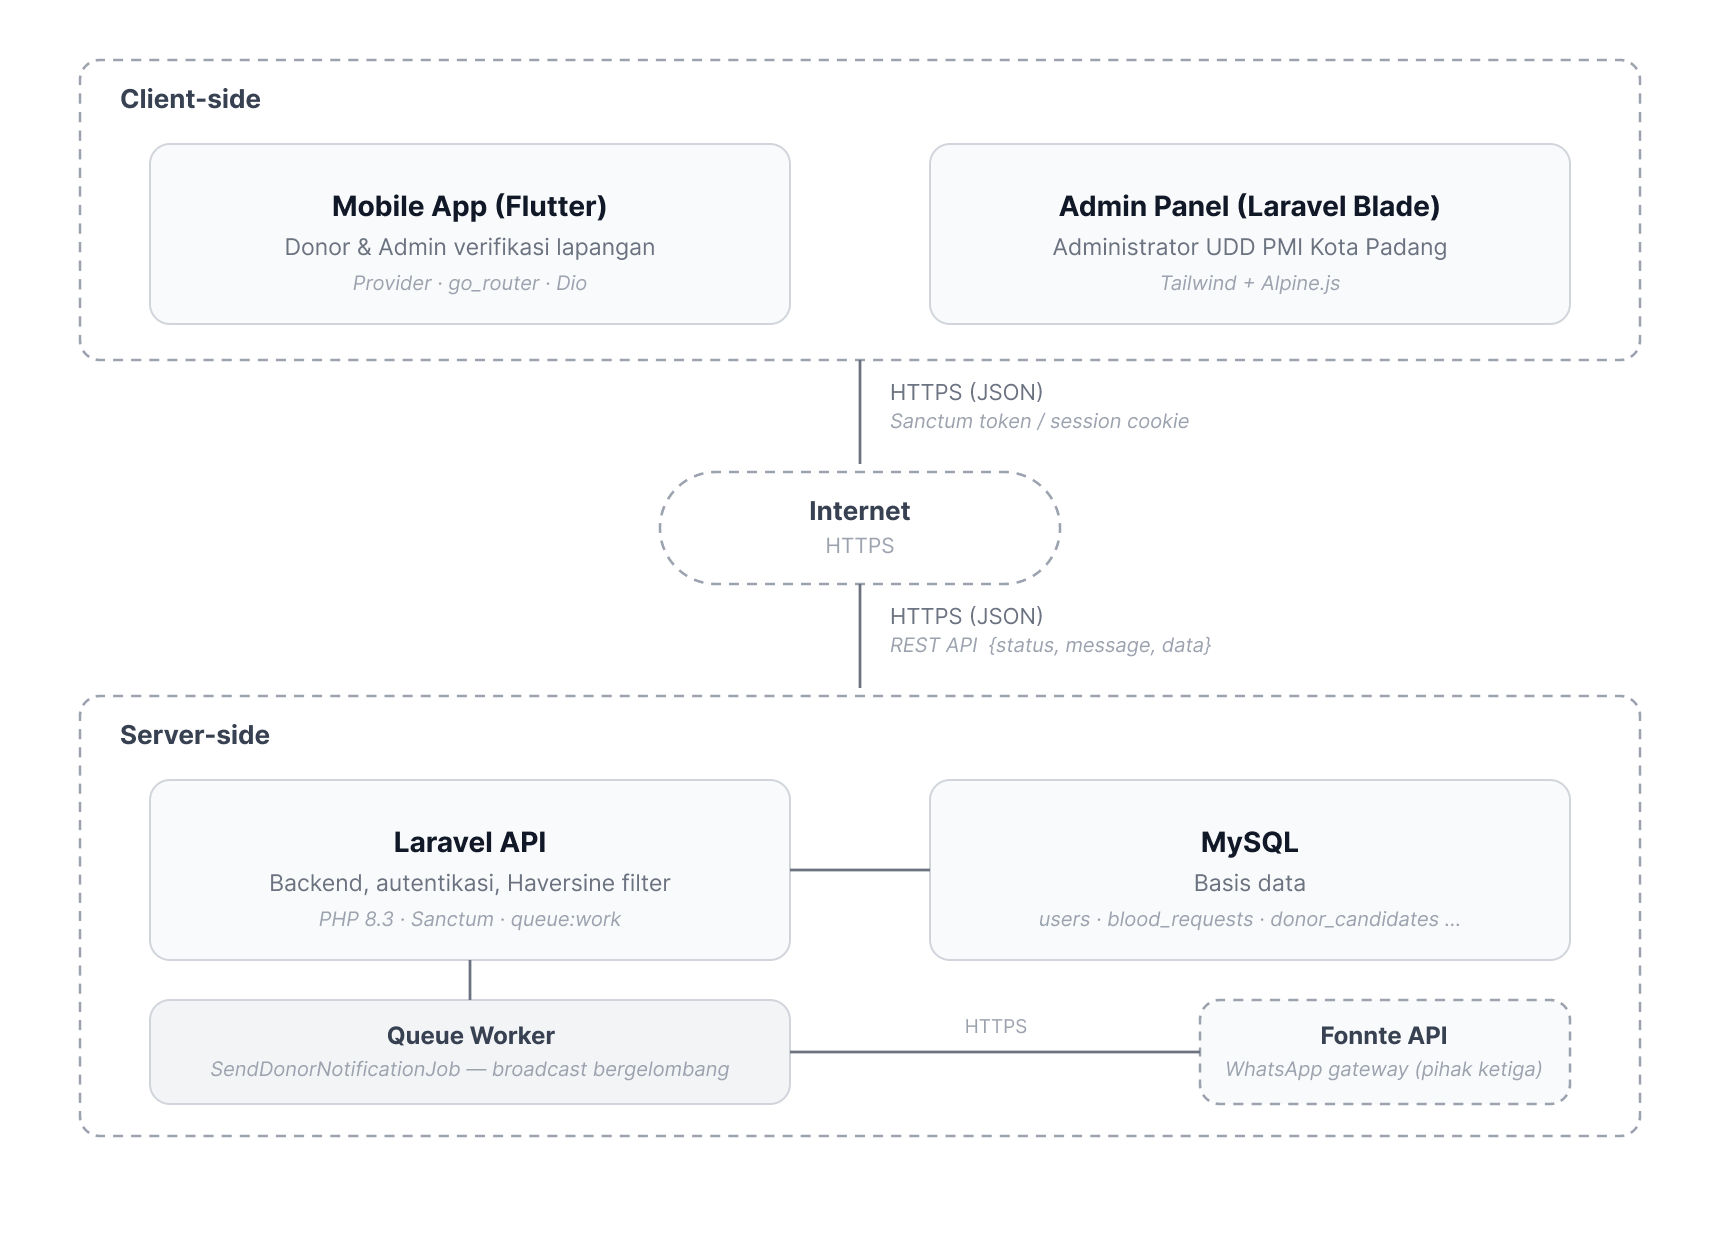 Client-side
Mobile App (Flutter)
Donor & Admin verifikasi lapangan
Provider · go_router · Dio
Admin Panel (Laravel Blade)
Administrator UDD PMI Kota Padang
Tailwind + Alpine.js
HTTPS (JSON)
Sanctum token / session cookie
Internet
HTTPS
HTTPS (JSON)
REST API  {status, message, data}
Server-side
Laravel API
Backend, autentikasi, Haversine filter
PHP 8.3 · Sanctum · queue:work
MySQL
Basis data
users · blood_requests · donor_candidates ...
Queue Worker
SendDonorNotificationJob — broadcast bergelombang
HTTPS
Fonnte API
WhatsApp gateway (pihak ketiga)